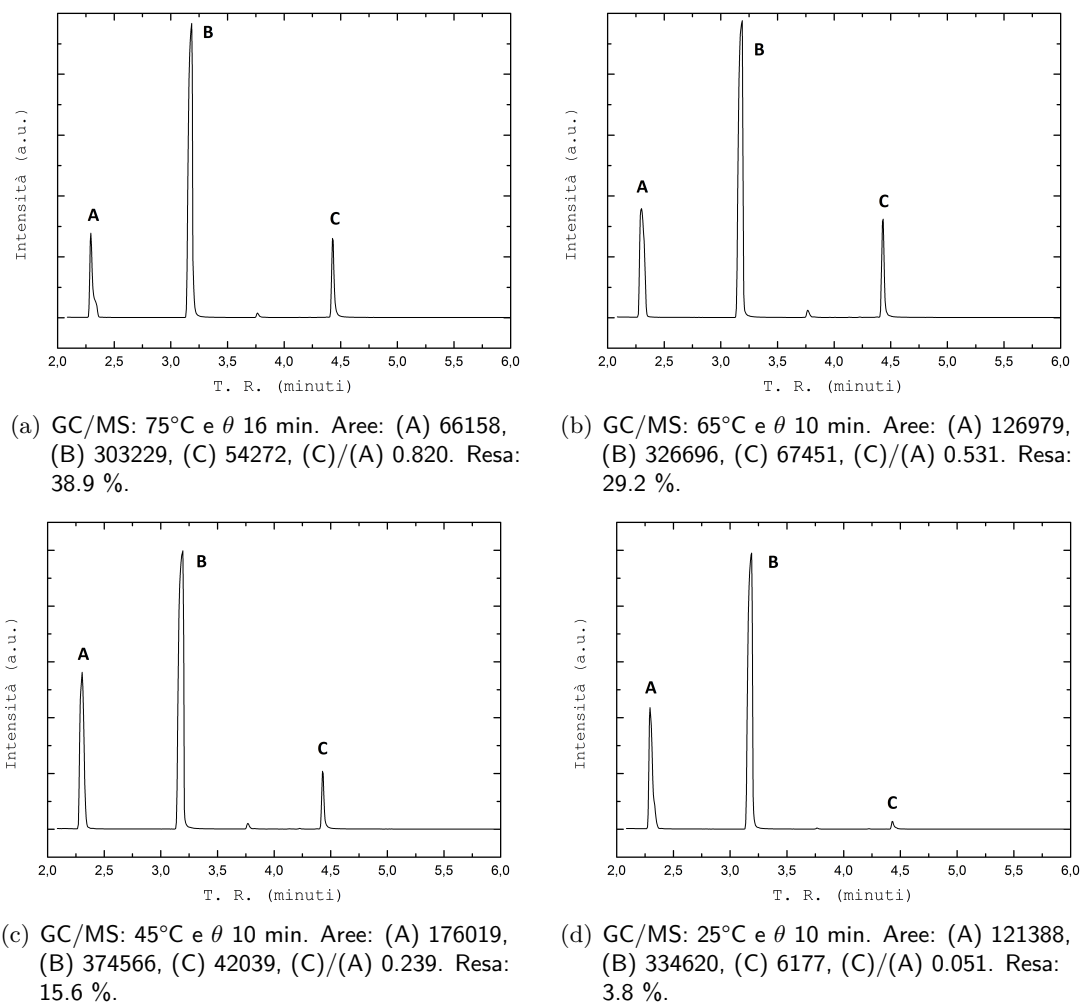 A
B
C
Intensità (a.u.)
2,0 2,5 3,0 3,5 4,0 4,5 5,0 5,5 6,0
T. R. (minuti)
(a) GC/MS: 75°C e θ 16 min. Aree: (A) 66158,
(B) 303229, (C) 54272, (C)/(A) 0.820. Resa:
38.9 %.
A
B
C
Intensità (a.u.)
2,0 2,5 3,0 3,5 4,0 4,5 5,0 5,5 6,0
T. R. (minuti)
(b) GC/MS: 65°C e θ 10 min. Aree: (A) 126979,
(B) 326696, (C) 67451, (C)/(A) 0.531. Resa:
29.2 %.
A
B
C
Intensità (a.u.)
2,0 2,5 3,0 3,5 4,0 4,5 5,0 5,5 6,0
T. R. (minuti)
(c) GC/MS: 45°C e θ 10 min. Aree: (A) 176019,
(B) 374566, (C) 42039, (C)/(A) 0.239. Resa:
15.6 %.
A
B
C
Intensità (a.u.)
2,0 2,5 3,0 3,5 4,0 4,5 5,0 5,5 6,0
T. R. (minuti)
(d) GC/MS: 25°C e θ 10 min. Aree: (A) 121388,
(B) 334620, (C) 6177, (C)/(A) 0.051. Resa:
3.8 %.